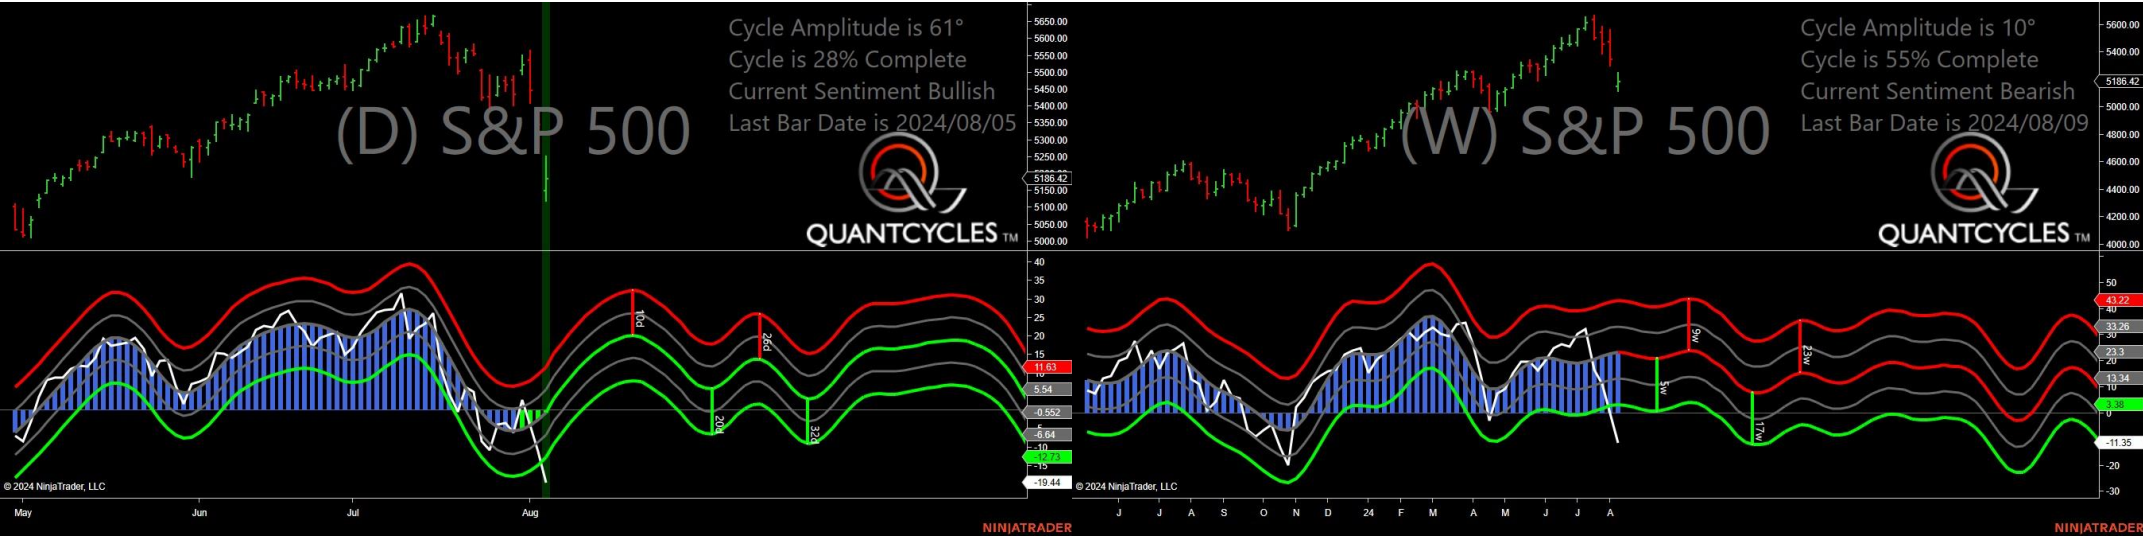 Cycle Amplitude is 61°
Cycle is 28% Complete
Current Sentiment Bullish
Last Bar Date is 2024/08/05
(D) S&P 500
QUANTCYCLES TM
5650.00
5600.00
5550.00
5500.00
5450.00
5400.00
5350.00
5300.00
5250.00
5186.42
5150.00
5100.00
5050.00
5000.00
40
35
30
25
20
15
11.63
5.54
-0.552
-6.64
-10
-12.73
-15
-19.44
10d
20d
26d
32d
© 2024 NinjaTrader, LLC
May Jun Jul Aug
NINJATRADER
Cycle Amplitude is 10°
Cycle is 55% Complete
Current Sentiment Bearish
Last Bar Date is 2024/08/09
(W) S&P 500
QUANTCYCLES TM
5600.00
5400.00
5186.42
5000.00
4800.00
4600.00
4400.00
4200.00
4000.00
50
43.22
33.26
23.3
13.34
10
3.38
0
-11.35
-20
-30
5w
9w
17w
23w
© 2024 NinjaTrader, LLC
J J A S O N D 24 F M A M J J A
NINJATRADER